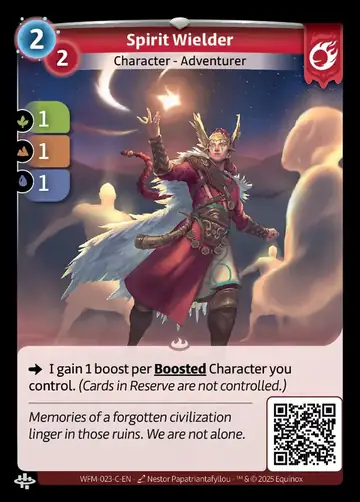 2
Spirit Wielder
2
Character - Adventurer
1
1
1
I gain 1 boost per Boosted Character you
control. (Cards in Reserve are not controlled.)
Memories of a forgotten civilization
linger in those ruins. We are not alone.
WFM-023-C-EN - Nestor Papatriantafyllou - ™ & © 2025 Equinox